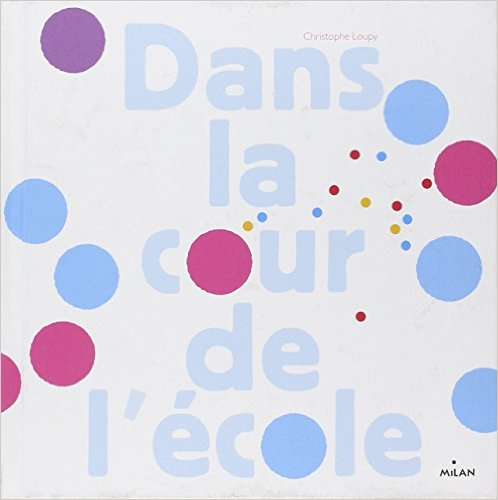 Christophe Loupy
Dans
la
cour
de
l'école
MiLAN